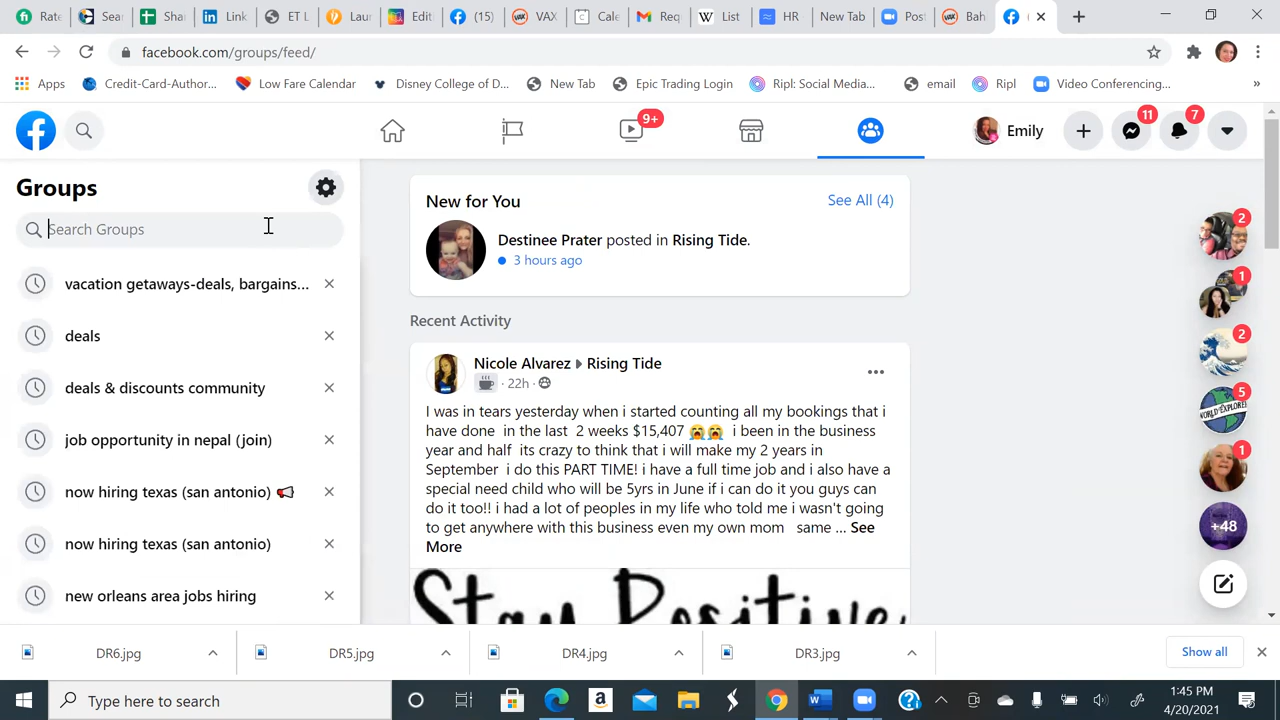 Rate
Sear
Shar
Link
ET
Laur
Edit
(15)
VAX
Cale
Req
List
HR -
New Tab
Post
Bah
(
facebook.com/groups/feed/
Apps
Credit-Card-Author...
Low Fare Calendar
Disney College of D...
New Tab
Epic Trading Login
Ripl: Social Media...
email
Ripl
Video Conferencing...
»
9+
Emily
11
7
Groups
Search Groups
vacation getaways-deals, bargains...
deals
deals & discounts community
job opportunity in nepal (join)
now hiring texas (san antonio) 📢
now hiring texas (san antonio)
new orleans area jobs hiring
New for You
See All (4)
Destinee Prater posted in Rising Tide.
3 hours ago
Recent Activity
Nicole Alvarez ▸ Rising Tide
· 22h ·
I was in tears yesterday when i started counting all my bookings that i
have done in the last 2 weeks $15,407 😭😭 i been in the business
year and half its crazy to think that i will make my 2 years in
September i do this PART TIME! i have a full time job and i also have a
special need child who will be 5yrs in June if i can do it you guys can
do it too!! i had a lot of peoples in my life who told me i wasn't going
to get anywhere with this business even my own mom same ... See
More
Stay Positive
2
1
2
5
WORLD EXPLORE
1
+48
DR6.jpg
DR5.jpg
DR4.jpg
DR3.jpg
Show all
Type here to search
1:45 PM
4/20/2021